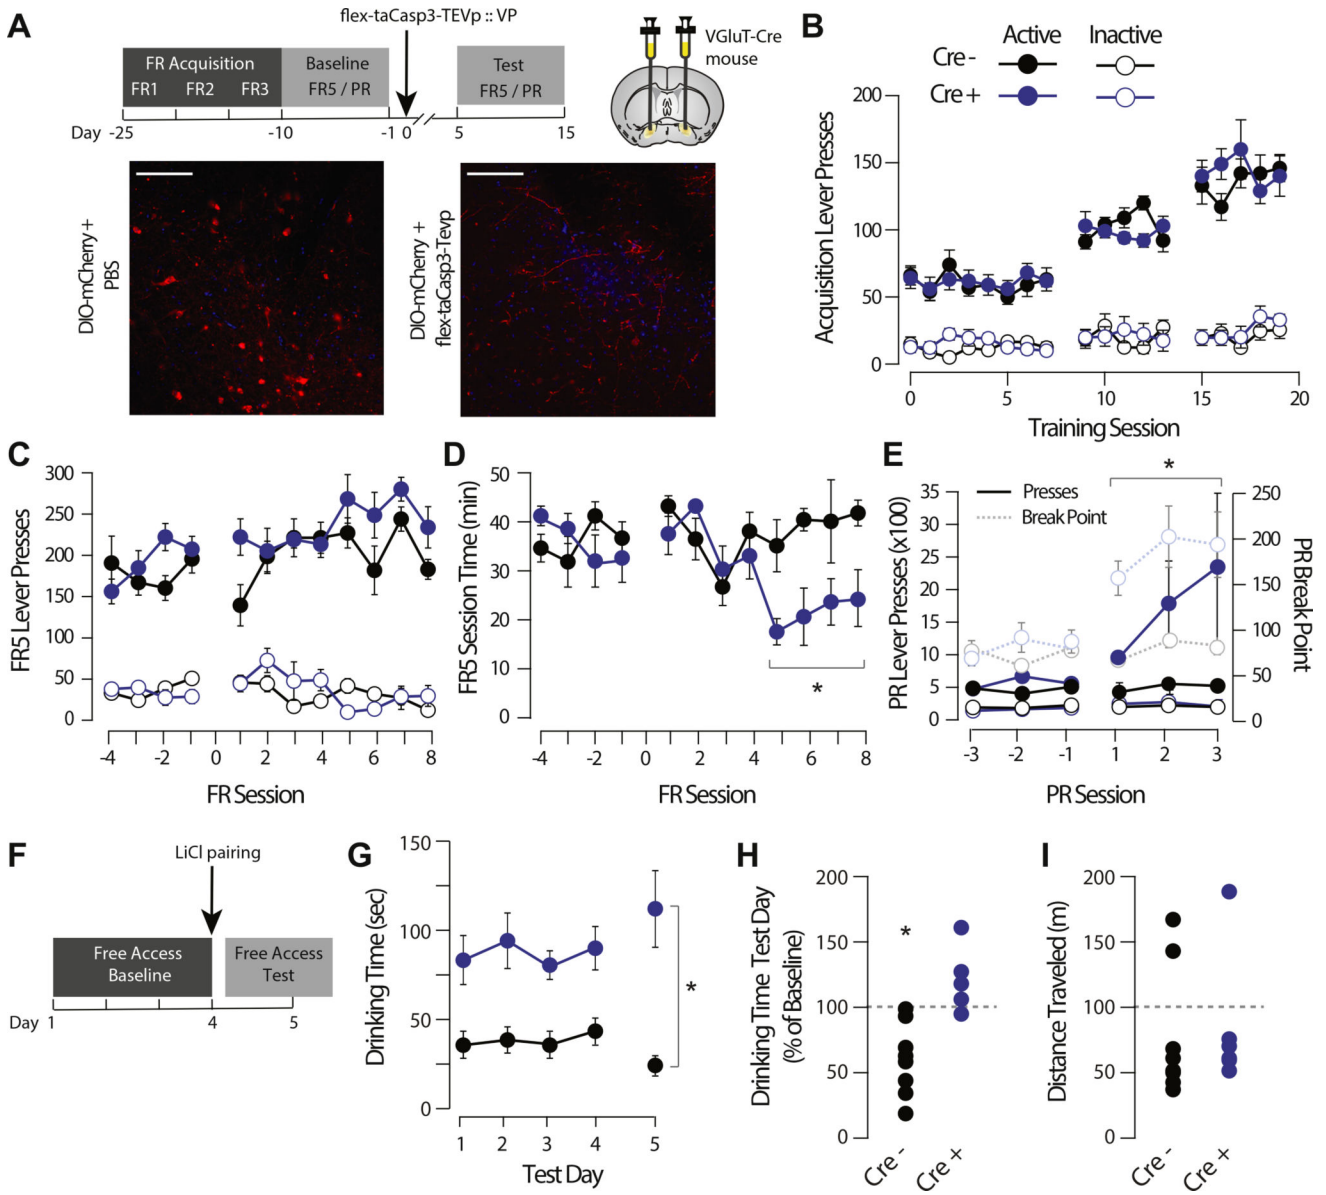 A
flex-taCasp3-TEVp :: VP
FR Acquisition
FR1 FR2 FR3
Baseline
FR5 / PR
Test
FR5 / PR
Day -25 -10 -1 0 5 15
VGluT-Cre
mouse
DIO-mCherry +
PBS
DIO-mCherry +
flex-taCasp3-Tevp
B
Active Inactive
Cre -
Cre +
Acquisition Lever Presses
200
150
100
50
0
0 5 10 15 20
Training Session
C
FR5 Lever Presses
300
250
200
150
100
50
0
-4 -2 0 2 4 6 8
FR Session
D
FR5 Session Time (min)
50
40
30
20
10
0
-4 -2 0 2 4 6 8
FR Session
*
E
PR Lever Presses (x100)
35
30
25
20
15
10
5
0
Presses
Break Point
*
250
200
150
100
50
0
PR Break Point
-3 -2 -1 1 2 3
PR Session
F
LiCl pairing
Free Access
Baseline
Free Access
Test
Day 1 4 5
G
Drinking Time (sec)
150
100
50
0
*
1 2 3 4 5
Test Day
H
Drinking Time Test Day
(% of Baseline)
200
150
100
50
0
*
Cre - Cre +
I
Distance Traveled (m)
200
150
100
50
0
Cre - Cre +